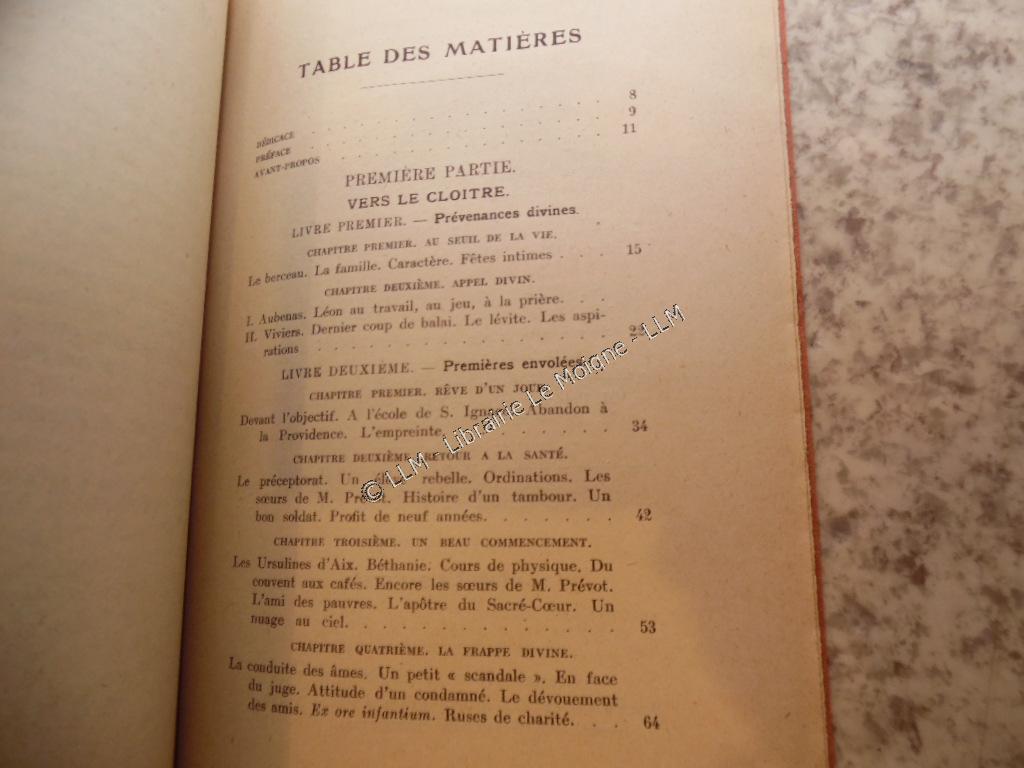 TABLE DES MATIÈRES
DÉDICACE . . . . . . . . 8
PRÉFACE . . . . . . . . 9
AVANT-PROPOS . . . . . . . . 11
PREMIÈRE PARTIE.
VERS LE CLOITRE.
LIVRE PREMIER. — Prévenances divines.
CHAPITRE PREMIER. AU SEUIL DE LA VIE.
Le berceau. La famille. Caractère. Fêtes intimes . . . . 15
CHAPITRE DEUXIÈME. APPEL DIVIN.
I. Aubenas. Léon au travail, au jeu, à la prière. . .
II. Viviers. Dernier coup de balai. Le lévite. Les aspi-
rations . . . . . . . .
LIVRE DEUXIÈME. — Premières envolées.
CHAPITRE PREMIER. RÊVE D'UN JOUR.
Devant l'objectif. A l'école de S. Abandon à
la Providence. L'empreinte. . . . . . . . 34
CHAPITRE DEUXIÈME. RETOUR A LA SANTÉ.
Le préceptorat. Un rebelle. Ordinations. Les
sœurs de M. Prévot. Histoire d'un tambour. Un
bon soldat. Profit de neuf années. . . . . . . 42
CHAPITRE TROISIÈME. UN BEAU COMMENCEMENT.
Les Ursulines d'Aix. Béthanie. Cours de physique. Du
couvent aux cafés. Encore les sœurs de M. Prévot.
L'ami des pauvres. L'apôtre du Sacré-Cœur. Un
nuage au ciel. . . . . . . . . . . . . 53
CHAPITRE QUATRIÈME. LA FRAPPE DIVINE.
La conduite des âmes. Un petit « scandale ». En face
du juge. Attitude d'un condamné. Le dévouement
des amis. Ex ore infantium. Ruses de charité. . . 64
© LLM - Librairie Le Moigne - LLM